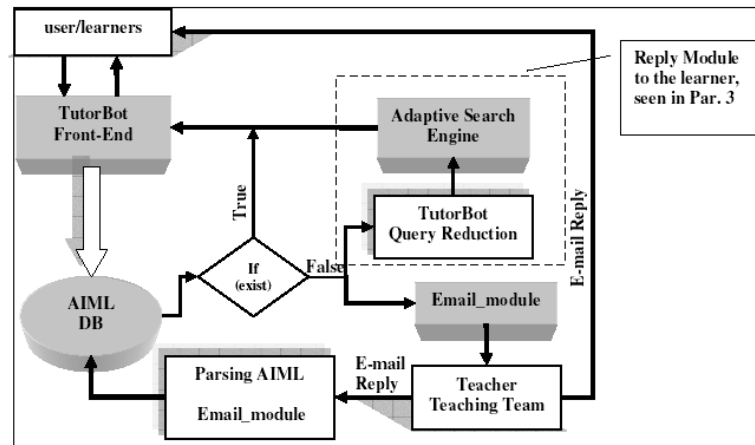 user/learners
TutorBot
Front-End
Adaptive Search
Engine
Reply Module
to the learner,
seen in Par. 3
TutorBot
Query Reduction
True
If
(exist)
False
E-mail Reply
AIML
DB
Email_module
Parsing AIML
Email_module
E-mail
Reply
Teacher
Teaching Team